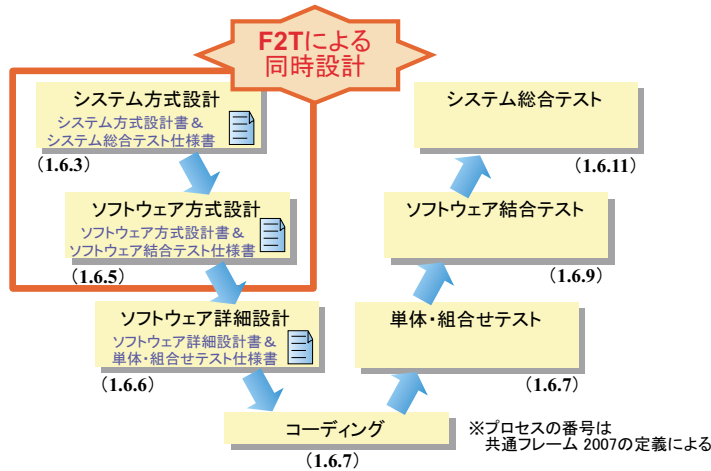 F2Tによる
同時設計
システム方式設計
システム方式設計書＆
システム総合テスト仕様書
（1.6.3）
システム総合テスト
（1.6.11）
ソフトウェア方式設計
ソフトウェア方式設計書＆
ソフトウェア結合テスト仕様書
（1.6.5）
ソフトウェア結合テスト
（1.6.9）
ソフトウェア詳細設計
ソフトウェア詳細設計書＆
単体・組合せテスト仕様書
（1.6.6）
単体・組合せテスト
（1.6.7）
コーディング
（1.6.7）
※プロセスの番号は
共通フレーム 2007の定義による